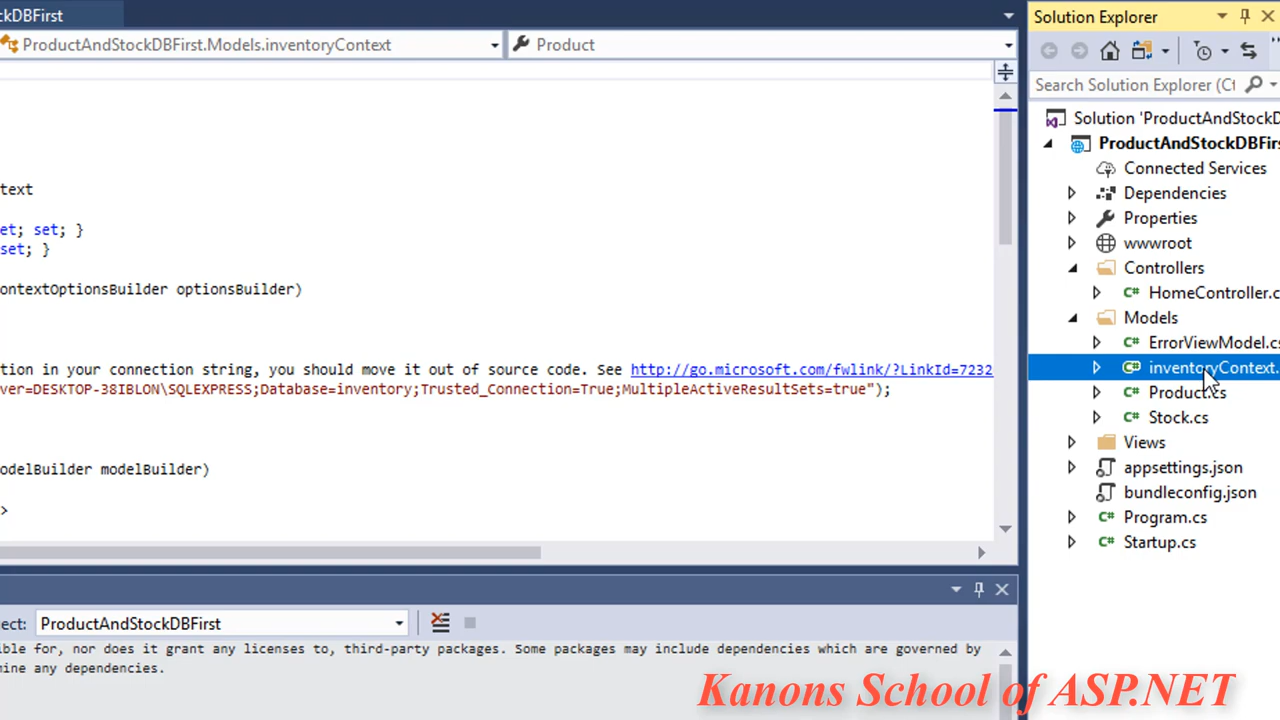 ckDBFirst
ProductAndStockDBFirst.Models.inventoryContext
Product
text
et; set; }
set; }
ontextOptionsBuilder optionsBuilder)
tion in your connection string, you should move it out of source code. See http://go.microsoft.com/fwlink/?LinkId=7232
ver=DESKTOP-38IBLON\SQLEXPRESS;Database=inventory;Trusted_Connection=True;MultipleActiveResultSets=true");
odelBuilder modelBuilder)
>
ect: ProductAndStockDBFirst
ible for, nor does it grant any licenses to, third-party packages. Some packages may include dependencies which are governed by
mine any dependencies.
Solution Explorer
Search Solution Explorer (Ct
Solution 'ProductAndStockD
ProductAndStockDBFirs
Connected Services
Dependencies
Properties
wwwroot
Controllers
C# HomeController.c
Models
C# ErrorViewModel.cs
C# inventoryContext.
C# Product.cs
C# Stock.cs
Views
appsettings.json
bundleconfig.json
C# Program.cs
C# Startup.cs
Kanons School of ASP.NET